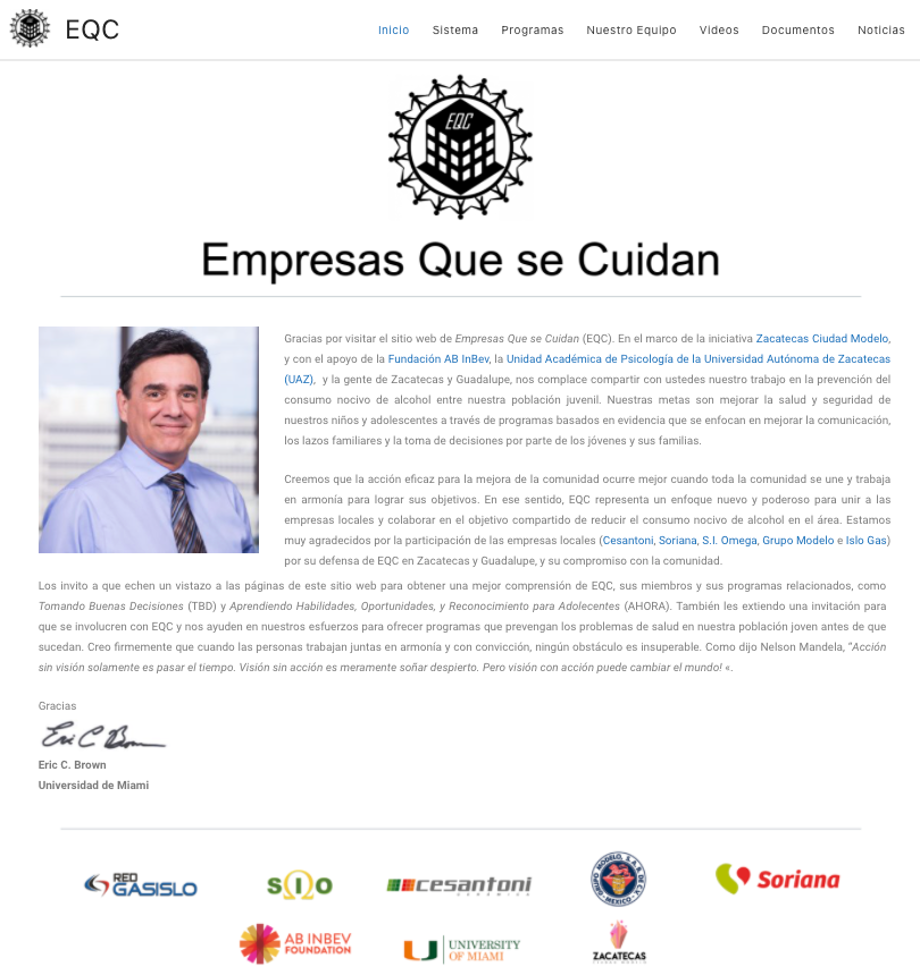 EQC
Inicio Sistema Programas Nuestro Equipo Videos Documentos Noticias
EQC
Empresas Que se Cuidan
Gracias por visitar el sitio web de Empresas Que se Cuidan (EQC). En el marco de la iniciativa Zacatecas Ciudad Modelo,
y con el apoyo de la Fundación AB InBev, la Unidad Académica de Psicología de la Universidad Autónoma de Zacatecas
(UAZ), y la gente de Zacatecas y Guadalupe, nos complace compartir con ustedes nuestro trabajo en la prevención del
consumo nocivo de alcohol entre nuestra población juvenil. Nuestras metas son mejorar la salud y seguridad de
nuestros niños y adolescentes a través de programas basados en evidencia que se enfocan en mejorar la comunicación,
los lazos familiares y la toma de decisiones por parte de los jóvenes y sus familias.
Creemos que la acción eficaz para la mejora de la comunidad ocurre mejor cuando toda la comunidad se une y trabaja
en armonía para lograr sus objetivos. En ese sentido, EQC representa un enfoque nuevo y poderoso para unir a las
empresas locales y colaborar en el objetivo compartido de reducir el consumo nocivo de alcohol en el área. Estamos
muy agradecidos por la participación de las empresas locales (Cesantoni, Soriana, S.I. Omega, Grupo Modelo e Islo Gas)
por su defensa de EQC en Zacatecas y Guadalupe, y su compromiso con la comunidad.
Los invito a que echen un vistazo a las páginas de este sitio web para obtener una mejor comprensión de EQC, sus miembros y sus programas relacionados, como
Tomando Buenas Decisiones (TBD) y Aprendiendo Habilidades, Oportunidades, y Reconocimiento para Adolecentes (AHORA). También les extiendo una invitación para
que se involucren con EQC y nos ayuden en nuestros esfuerzos para ofrecer programas que prevengan los problemas de salud en nuestra población joven antes de que
sucedan. Creo firmemente que cuando las personas trabajan juntas en armonía y con convicción, ningún obstáculo es insuperable. Como dijo Nelson Mandela, "Acción
sin visión solamente es pasar el tiempo. Visión sin acción es meramente soñar despierto. Pero visión con acción puede cambiar el mundo! «.
Gracias
Eric C Brown
Eric C. Brown
Universidad de Miami
RED GASISLO
SIO
cesantoni
GRUPO MODELO, S.A.B. DE C.V. MEXICO
Soriana
AB INBEV FOUNDATION
UNIVERSITY OF MIAMI
ZACATECAS